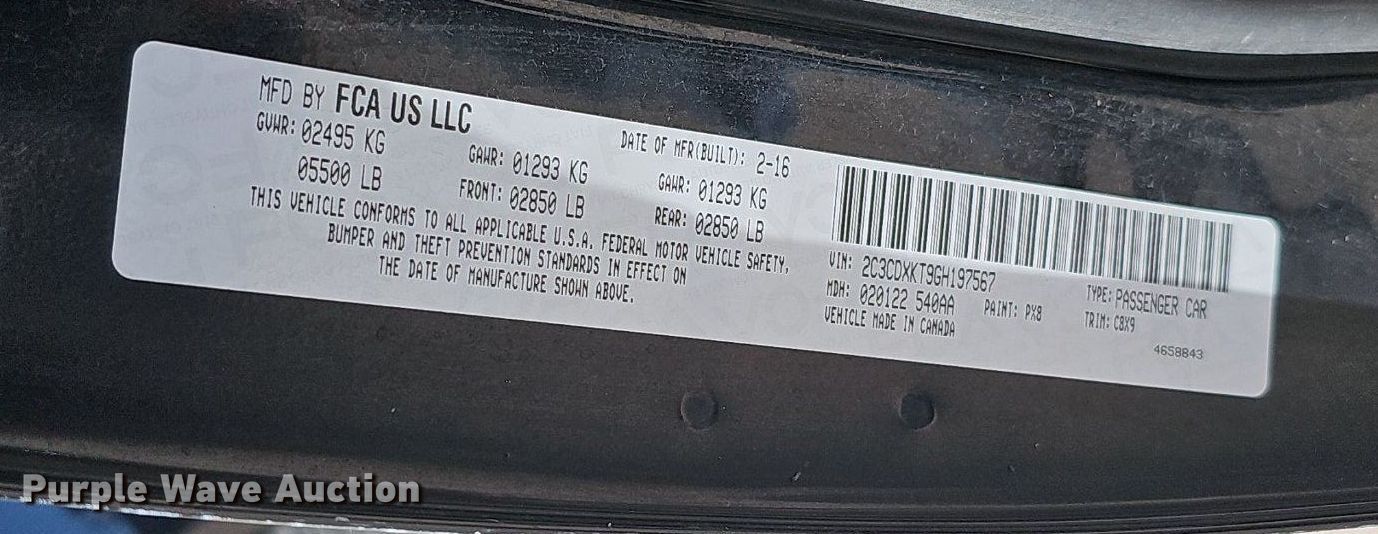 MFD BY FCA US LLC
DATE OF MFR(BUILT): 2-16
GVWR: 02495 KG
GAWR: 01293 KG
GAWR: 01293 KG
05500 LB
FRONT: 02850 LB
REAR: 02850 LB
THIS VEHICLE CONFORMS TO ALL APPLICABLE U.S.A. FEDERAL MOTOR VEHICLE SAFETY,
BUMPER AND THEFT PREVENTION STANDARDS IN EFFECT ON
THE DATE OF MANUFACTURE SHOWN ABOVE.
VIN: 2C3CDXKT9GH197567
TYPE: PASSENGER CAR
MDH: 020122 540AA
PAINT: PX8
TRIM: C8X9
VEHICLE MADE IN CANADA
4658843
Purple Wave Auction